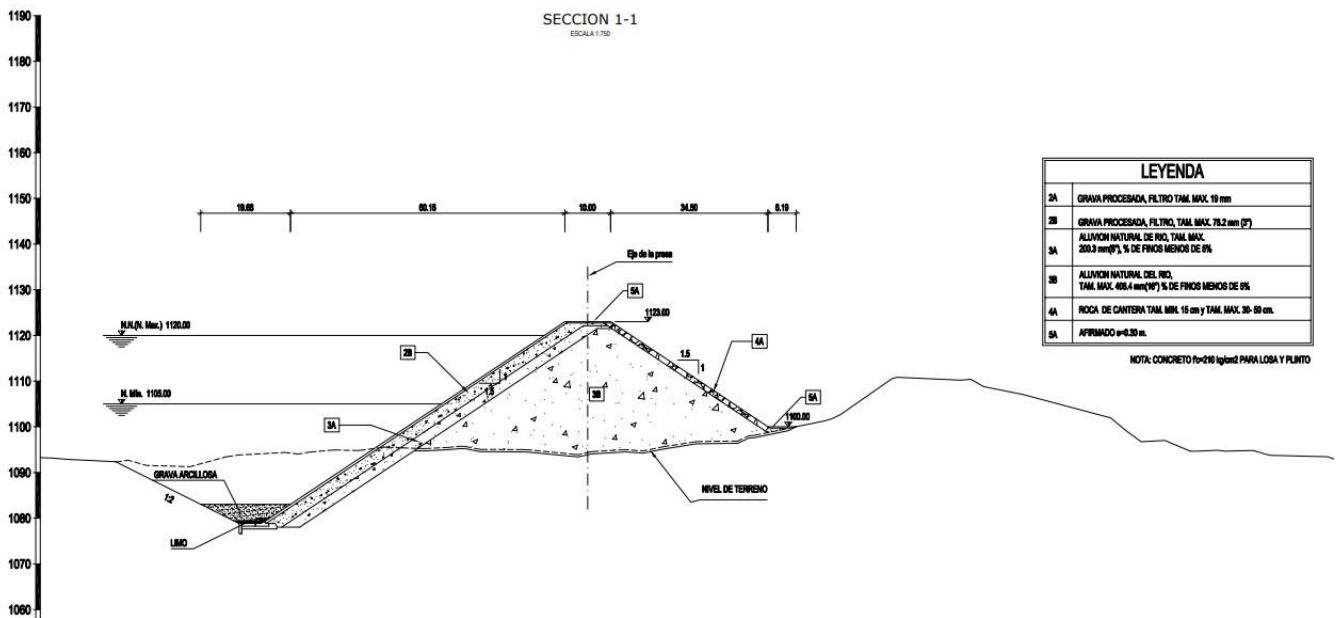 SECCION 1-1
ESCALA 1:750
1190
1180
1170
1160
1150
1140
1130
1120
1110
1100
1090
1080
1070
1060
19.65
60.15
10.00
34.50
6.19
Eje de la presa
5A
1123.00
N.N.(N. Max.) 1120.00
2B
1
1.5
1.5
1
4A
N. Min. 1105.00
3B
3A
5A
1100.00
GRAVA ARCILLOSA
1:2
LIMO
NIVEL DE TERRENO
LEYENDA
2A GRAVA PROCESADA, FILTRO TAM. MAX. 19 mm
2B GRAVA PROCESADA, FILTRO, TAM. MAX. 76.2 mm (3")
3A ALUVION NATURAL DE RIO, TAM. MAX.
200.3 mm(8"), % DE FINOS MENOS DE 5%
3B ALUVION NATURAL DEL RIO,
TAM. MAX. 406.4 mm(16") % DE FINOS MENOS DE 5%
4A ROCA DE CANTERA TAM. MIN. 15 cm y TAM. MAX. 30- 50 cm.
5A AFIRMADO e=0.30 m.
NOTA: CONCRETO f'c=210 kg/cm2 PARA LOSA Y PLINTO